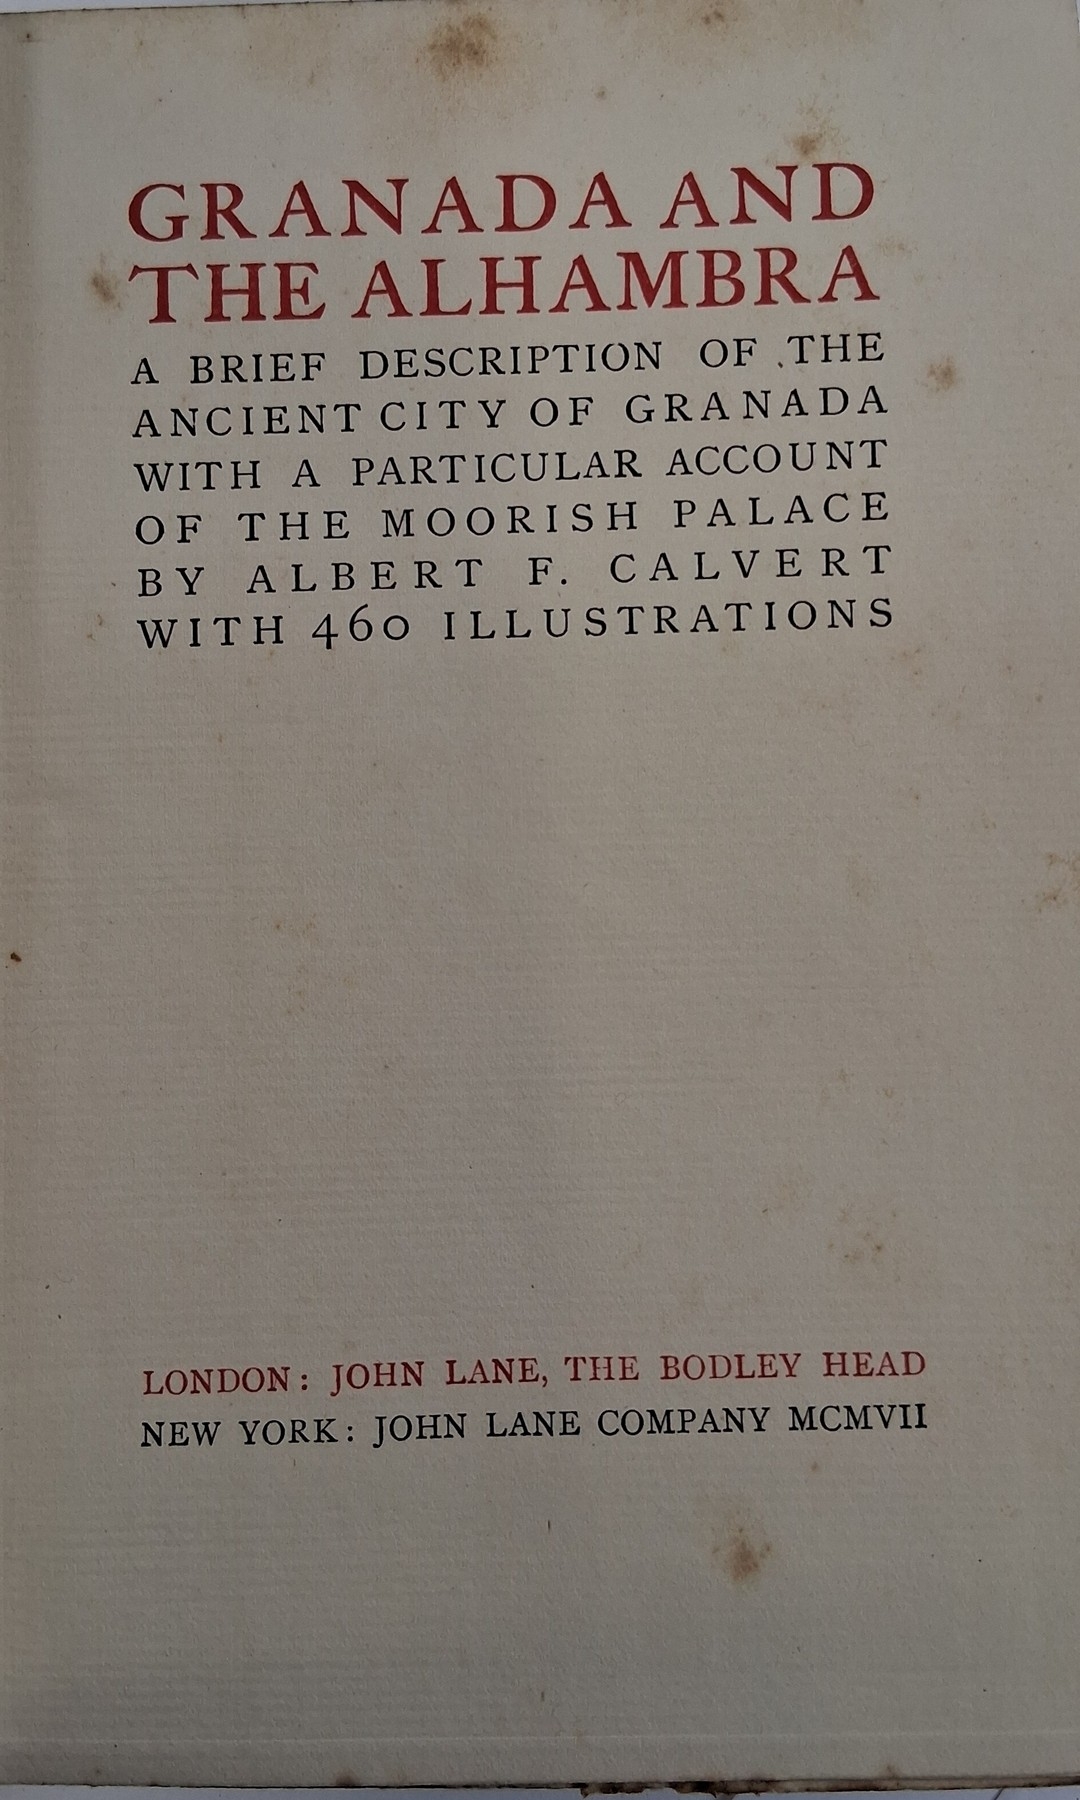 GRANADA AND
THE ALHAMBRA
A BRIEF DESCRIPTION OF THE
ANCIENT CITY OF GRANADA
WITH A PARTICULAR ACCOUNT
OF THE MOORISH PALACE
BY ALBERT F. CALVERT
WITH 460 ILLUSTRATIONS
LONDON: JOHN LANE, THE BODLEY HEAD
NEW YORK: JOHN LANE COMPANY MCMVII